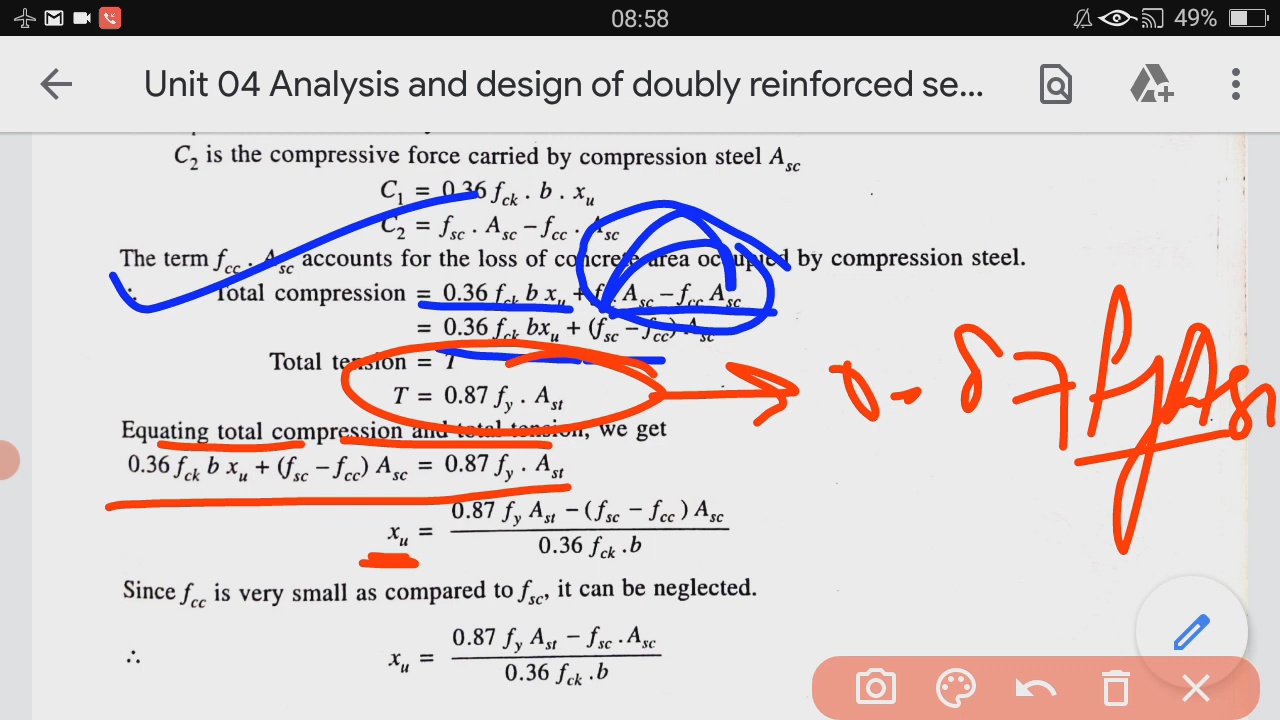 08:58
49%
Unit 04 Analysis and design of doubly reinforced se...
C₂ is the compressive force carried by compression steel A_sc
C₁ = 0.36 f_ck . b . x_u
C₂ = f_sc . A_sc – f_cc . A_sc
The term f_cc . A_sc accounts for the loss of concrete area occupied by compression steel.
∴ Total compression = 0.36 f_ck b x_u + f_sc A_sc – f_cc A_sc
= 0.36 f_ck bx_u + (f_sc – f_cc) A_sc
Total tension = T
T = 0.87 f_y . A_st
0.87 fy Ast
Equating total compression and total tension, we get
0.36 f_ck b x_u + (f_sc – f_cc) A_sc = 0.87 f_y . A_st
x_u = 0.87 f_y A_st – (f_sc – f_cc) A_sc
0.36 f_ck .b
Since f_cc is very small as compared to f_sc, it can be neglected.
∴ x_u = 0.87 f_y A_st – f_sc . A_sc
0.36 f_ck .b